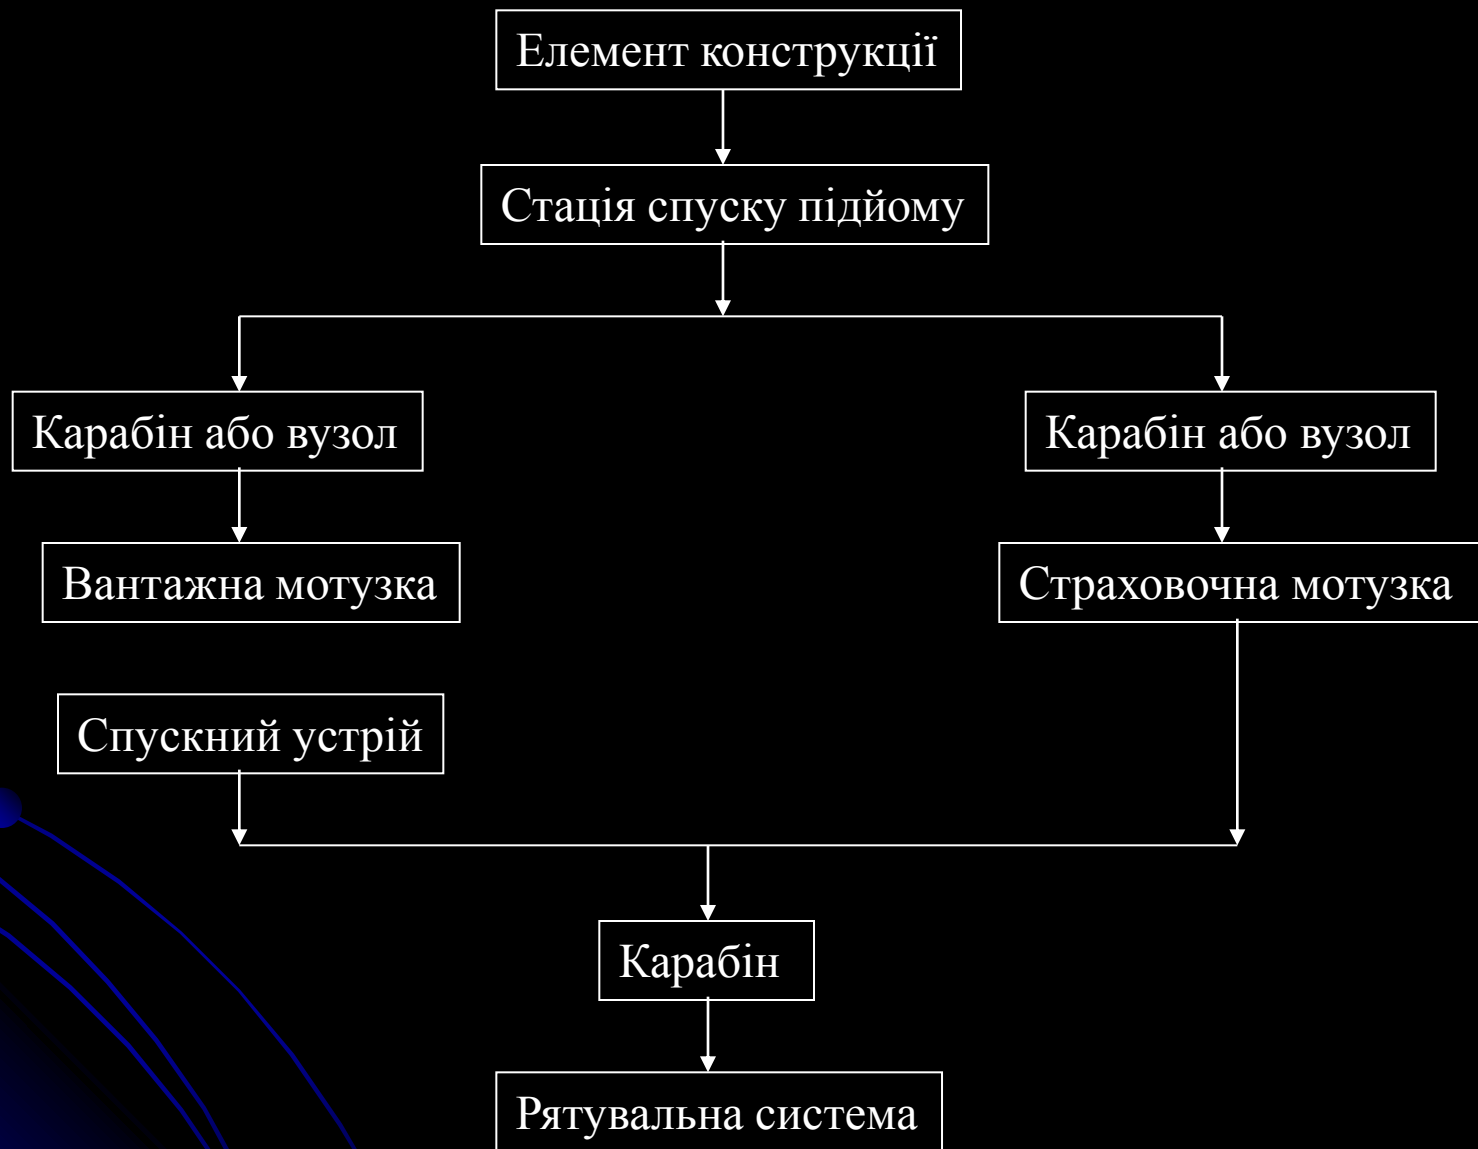 Елемент конструкції
Стація спуску підйому
Карабін або вузол
Карабін або вузол
Вантажна мотузка
Страховочна мотузка
Спускний устрій
Карабін
Рятувальна система